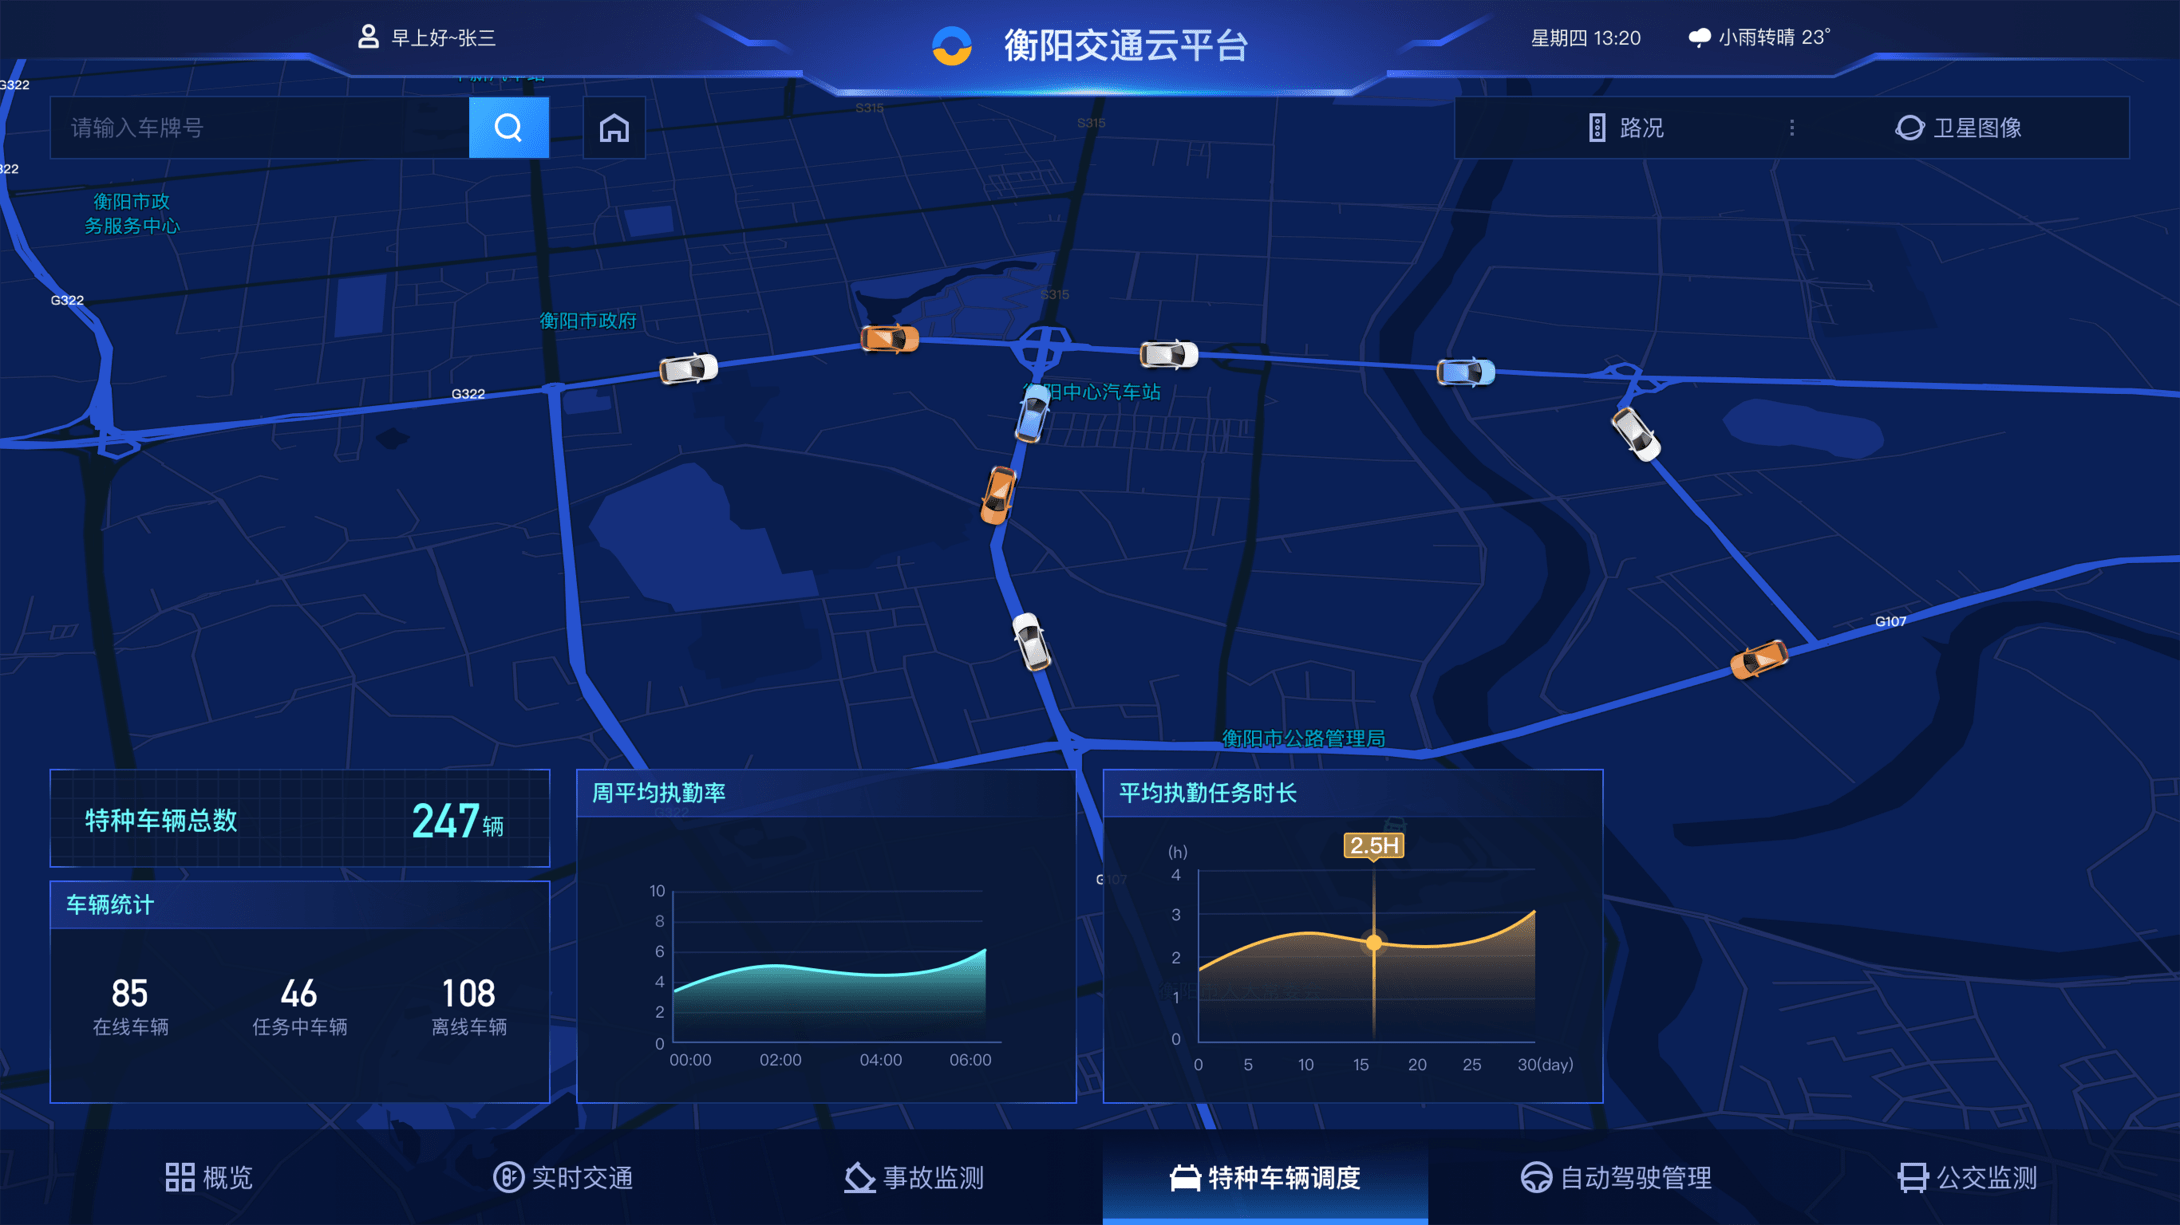 早上好~张三
衡阳交通云平台
星期四 13:20
小雨转晴 23°
G322
S315
S315
请输入车牌号
路况
卫星图像
衡阳市政
务服务中心
S315
G322
衡阳市政府
G322
衡阳中心汽车站
G107
衡阳市公路管理局
特种车辆总数
247辆
车辆统计
85
46
108
在线车辆
任务中车辆
离线车辆
周平均执勤率
G322
10
8
6
4
2
0
00:00
02:00
04:00
06:00
平均执勤任务时长
2.5H
(h)
4
3
2
1
0
0
5
10
15
20
25
30(day)
G107
概览
实时交通
事故监测
特种车辆调度
自动驾驶管理
公交监测